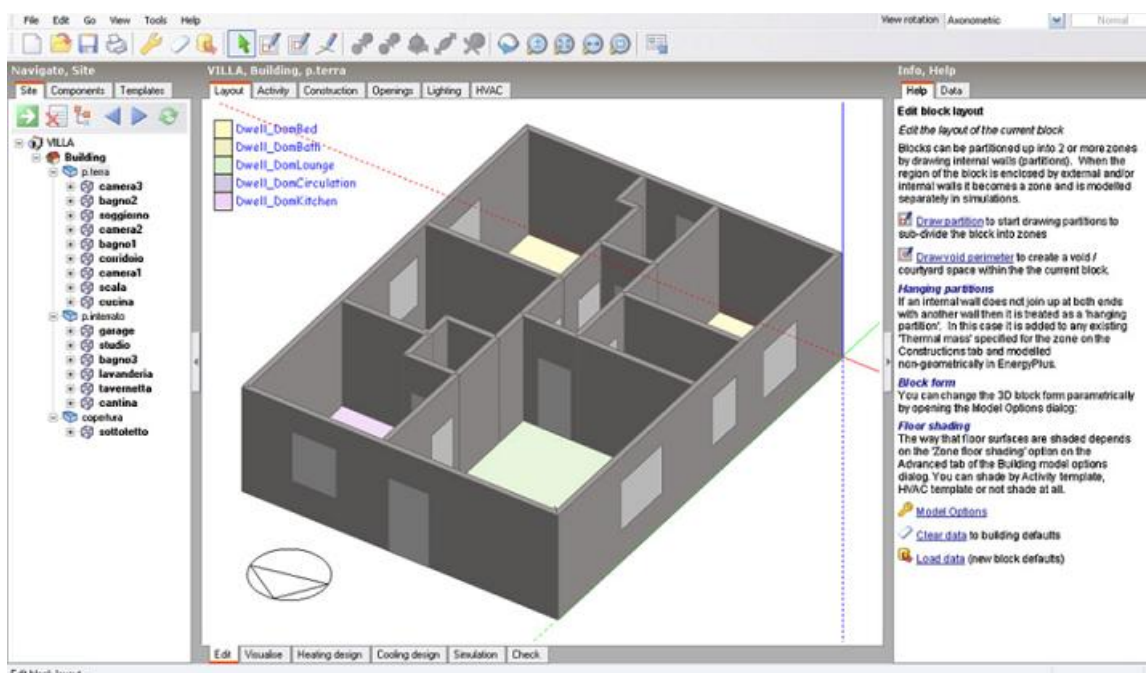 File Edit Go View Tools Help
View rotation Axonometric Normal
Navigate, Site
Site Components Templates
VILLA
Building
p.terra
camera3
bagno2
soggiorno
camera2
bagno1
corridoio
camera1
scala
cucina
p.interrato
garage
studio
bagno3
lavanderia
tavernetta
cantina
copertura
sottotetto
VILLA, Building, p.terra
Layout Activity Construction Openings Lighting HVAC
Dwell_DomBed
Dwell_DomBath
Dwell_DomLounge
Dwell_DomCirculation
Dwell_DomKitchen
Edit Visualise Heating design Cooling design Simulation Check
Info, Help
Help Data
Edit block layout
Edit the layout of the current block
Blocks can be partitioned up into 2 or more zones
by drawing internal walls (partitions). When the
region of the block is enclosed by external and/or
internal walls it becomes a zone and is modelled
separately in simulations.
Draw partition to start drawing partitions to
sub-divide the block into zones
Draw void perimeter to create a void /
courtyard space within the the current block.
Hanging partitions
If an internal wall does not join up at both ends
with another wall then it is treated as a 'hanging
partition'. In this case it is added to any existing
'Thermal mass' specified for the zone on the
Constructions tab and modelled
non-geometrically in EnergyPlus.
Block form
You can change the 3D block form parametrically
by opening the Model Options dialog:
Floor shading
The way that floor surfaces are shaded depends
on the 'Zone floor shading' option on the
Advanced tab of the Building model options
dialog. You can shade by Activity template,
HVAC template or not shade at all.
Model Options
Clear data to building defaults
Load data (new block defaults)